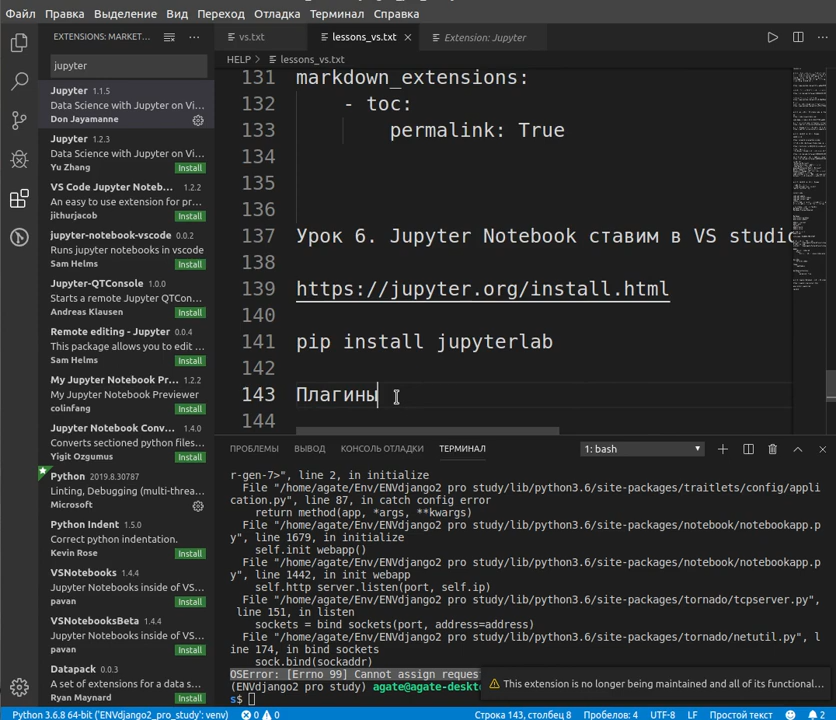 Файл Правка Выделение Вид Переход Отладка Терминал Справка
EXTENSIONS: MARKET...
vs.txt
lessons_vs.txt
Extension: Jupyter
HELP > lessons_vs.txt
jupyter
Jupyter 1.1.5
Data Science with Jupyter on Vi...
Don Jayamanne
Jupyter 1.2.3
Data Science with Jupyter on Vi...
Yu Zhang Install
VS Code Jupyter Noteb... 1.2.2
An easy to use extension for pr...
jithurjacob Install
jupyter-notebook-vscode 0.0.2
Runs jupyter notebooks in vscode
Sam Helms Install
Jupyter-QTConsole 1.0.0
Starts a remote Jupyter QTCon...
Andreas Klausen Install
Remote editing - Jupyter 0.0.4
This package allows you to edit ...
Sam Helms Install
My Jupyter Notebook Pr... 1.2.2
My Jupyter Notebook Previewer
colinfang Install
Jupyter Notebook Conv... 1.4.0
Converts sectioned python files...
Yigit Ozgumus Install
Python 2019.8.30787
Linting, Debugging (multi-threa...
Microsoft
Python Indent 1.5.0
Correct python indentation.
Kevin Rose Install
VSNotebooks 1.4.4
Jupyter Notebooks inside of VS...
pavan Install
VSNotebooksBeta 1.4.4
Jupyter Notebooks inside of VS...
pavan Install
Datapack 0.0.3
A set of extensions for a data s...
Ryan Maynard Install
131 markdown_extensions:
132 - toc:
133 permalink: True
134
135
136
137 Урок 6. Jupyter Notebook ставим в VS studio
138
139 https://jupyter.org/install.html
140
141 pip install jupyterlab
142
143 Плагины
144
ПРОБЛЕМЫ ВЫВОД КОНСОЛЬ ОТЛАДКИ ТЕРМИНАЛ 1: bash
r-gen-7>", line 2, in initialize
File "/home/agate/Env/ENVdjango2 pro study/lib/python3.6/site-packages/traitlets/config/appli
cation.py", line 87, in catch config error
return method(app, *args, **kwargs)
File "/home/agate/Env/ENVdjango2 pro study/lib/python3.6/site-packages/notebook/notebookapp.p
y", line 1679, in initialize
self.init webapp()
File "/home/agate/Env/ENVdjango2 pro study/lib/python3.6/site-packages/notebook/notebookapp.p
y", line 1442, in init webapp
self.http server.listen(port, self.ip)
File "/home/agate/Env/ENVdjango2 pro study/lib/python3.6/site-packages/tornado/tcpserver.py",
line 151, in listen
sockets = bind sockets(port, address=address)
File "/home/agate/Env/ENVdjango2 pro study/lib/python3.6/site-packages/tornado/netutil.py", l
ine 174, in bind sockets
sock.bind(sockaddr)
OSError: [Errno 99] Cannot assign reques
(ENVdjango2 pro study) agate@agate-deskto
s$
This extension is no longer being maintained and all of its functional...
Python 3.6.8 64-bit ('ENVdjango2_pro_study': venv) 0 0 Строка 143, столбец 8 Пробелов: 4 UTF-8 LF Простой текст 2